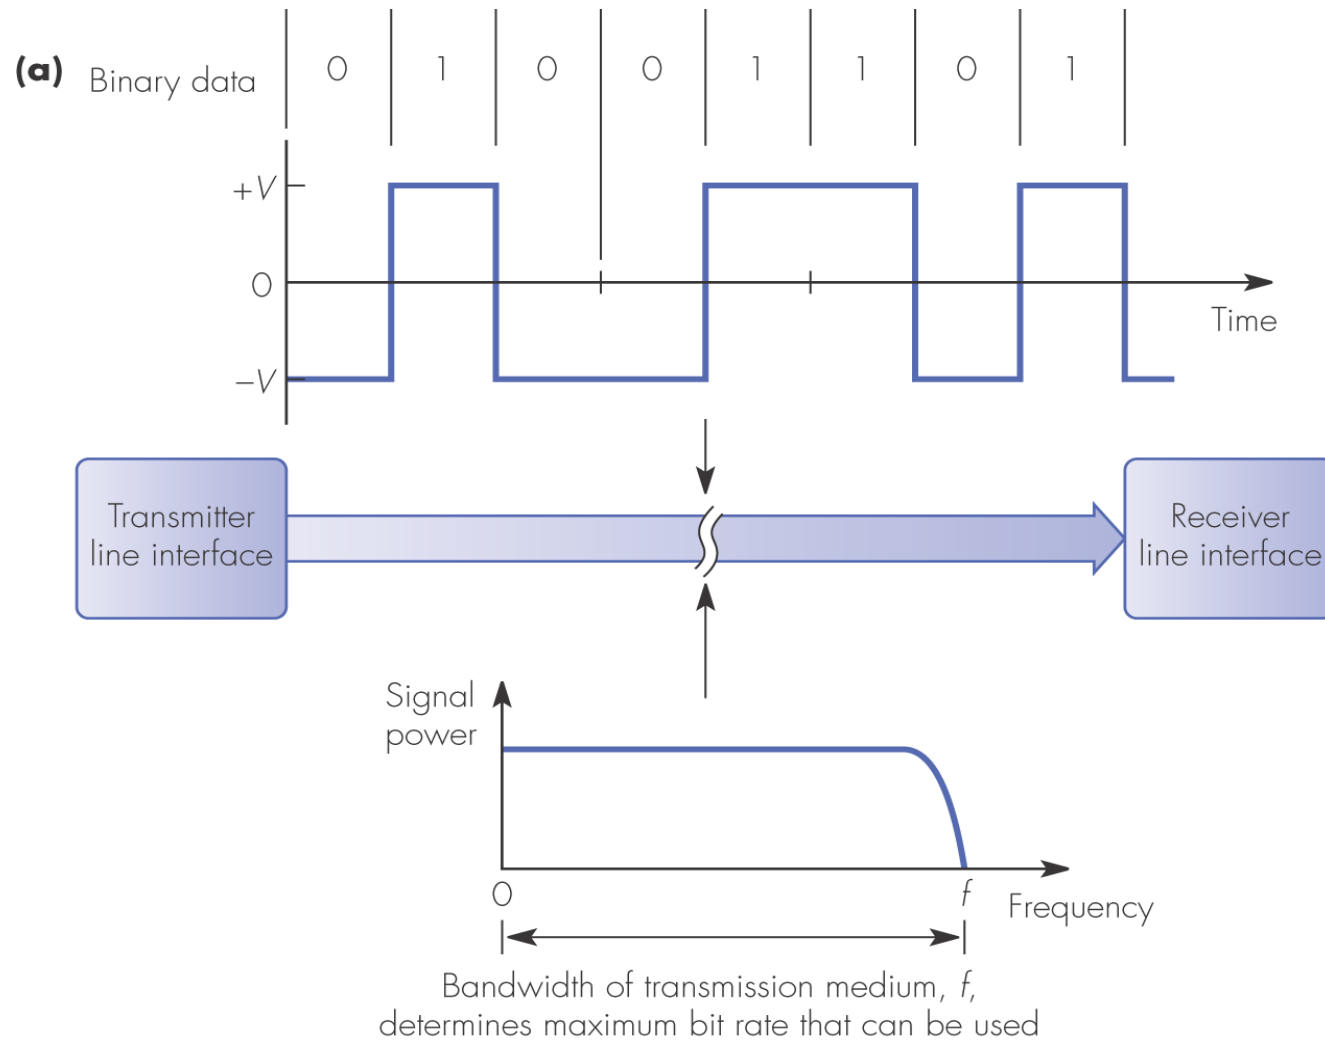 (a) Binary data 0 1 0 0 1 1 0 1
+V
0
Time
–V
Transmitter
line interface
Receiver
line interface
Signal
power
0 f
Frequency
Bandwidth of transmission medium, f,
determines maximum bit rate that can be used